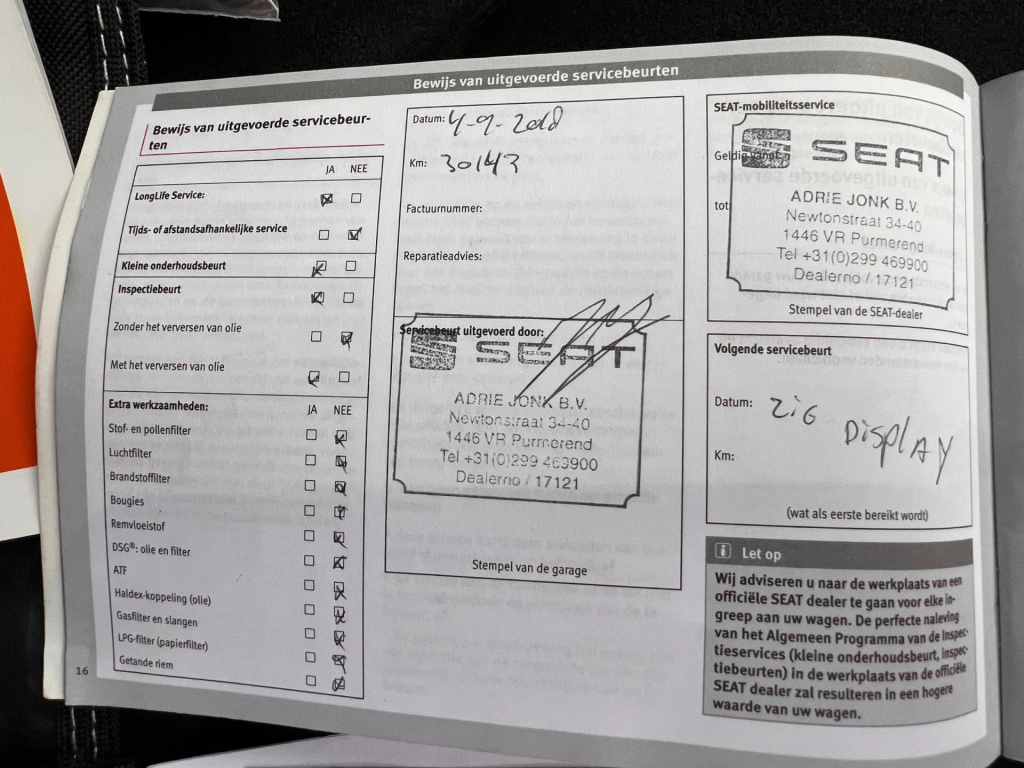 Bewijs van uitgevoerde servicebeurten
Bewijs van uitgevoerde servicebeur-
ten
JA NEE
LongLife Service:
Tijds- of afstandsafhankelijke service
Kleine onderhoudsbeurt
Inspectiebeurt
Zonder het verversen van olie
Met het verversen van olie
Extra werkzaamheden: JA NEE
Stof- en pollenfilter
Luchtfilter
Brandstoffilter
Bougies
Remvloeistof
DSG®: olie en filter
ATF
Haldex-koppeling (olie)
Gasfilter en slangen
LPG-filter (papierfilter)
Getande riem
16
Datum: 4-9-2018
Km: 30143
Factuurnummer:
Reparatieadvies:
Servicebeurt uitgevoerd door:
SEAT
ADRIE JONK B.V.
Newtonstraat 34-40
1446 VR Purmerend
Tel +31(0)299 469900
Dealerno / 17121
Stempel van de garage
SEAT-mobiliteitsservice
Geldig vanaf:
SEAT
tot
ADRIE JONK B.V.
Newtonstraat 34-40
1446 VR Purmerend
Tel +31(0)299 469900
Dealerno / 17121
Stempel van de SEAT-dealer
Volgende servicebeurt
Datum: ZiG DISPLAY
Km:
(wat als eerste bereikt wordt)
i Let op
Wij adviseren u naar de werkplaats van een
officiële SEAT dealer te gaan voor elke in-
greep aan uw wagen. De perfecte naleving
van het Algemeen Programma van de Inspec-
tieservices (kleine onderhoudsbeurt, inspec-
tiebeurten) in de werkplaats van de officiële
SEAT dealer zal resulteren in een hogere
waarde van uw wagen.